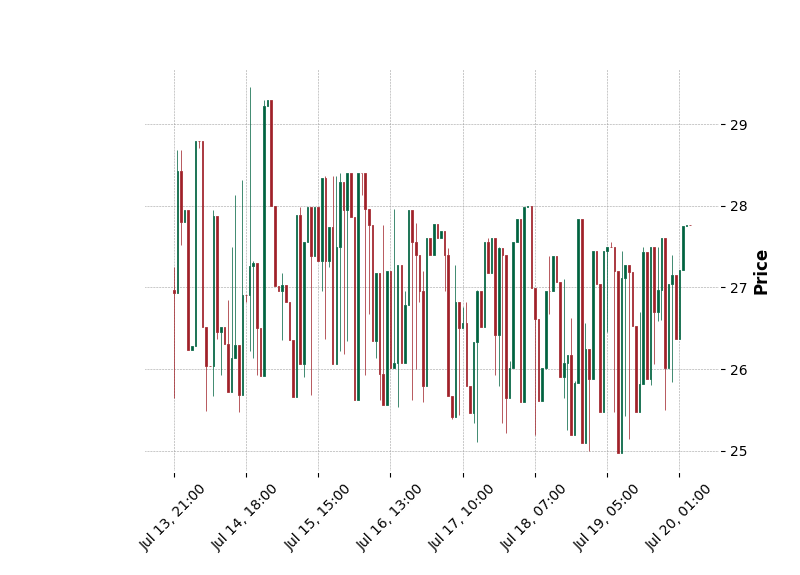 29
28
27
26
25
Price
Jul 13, 21:00
Jul 14, 18:00
Jul 15, 15:00
Jul 16, 13:00
Jul 17, 10:00
Jul 18, 07:00
Jul 19, 05:00
Jul 20, 01:00